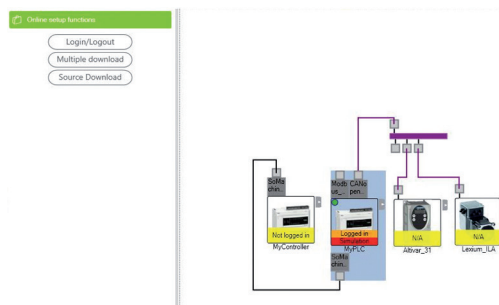 Online setup functions
Login/Logout
Multiple download
Source Download
SoMa
chin..
Not logged in
MyController
Modb
us_..
CANo
pen..
Logged in
Simulation
MyPLC
SoMa
chin..
N/A
Altivar_31
N/A
Lexium_ILA